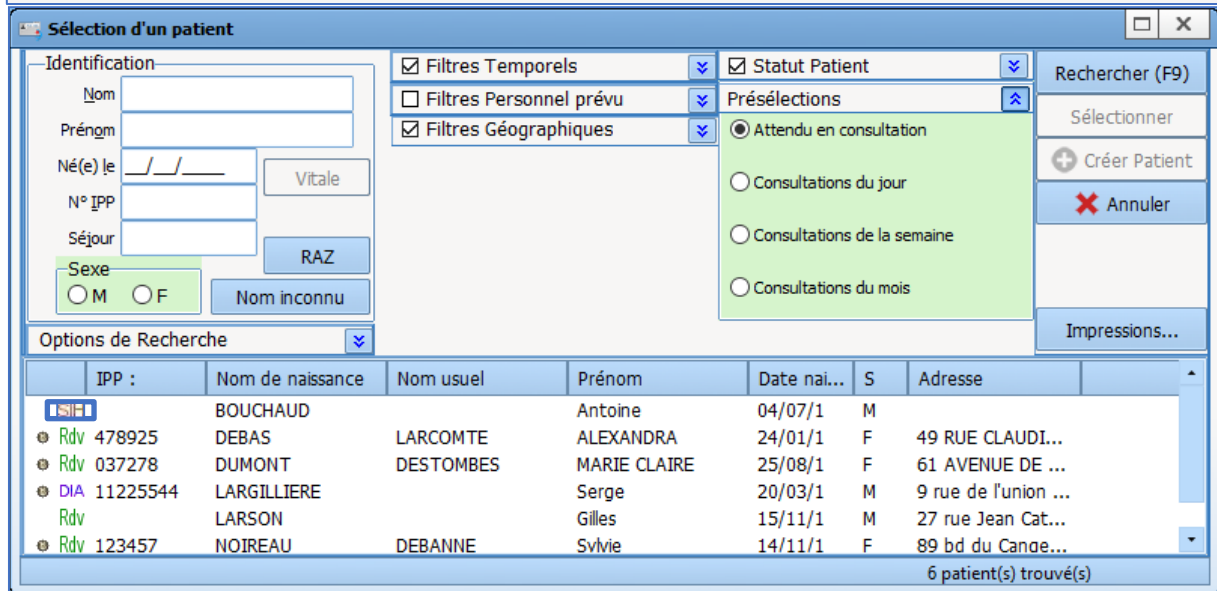 Sélection d'un patient
Identification
Nom
Prénom
Né(e) le __/__/____
Vitale
N° IPP
Séjour
RAZ
Sexe
M F
Nom inconnu
Options de Recherche
Filtres Temporels
Filtres Personnel prévu
Filtres Géographiques
Statut Patient
Présélections
Attendu en consultation
Consultations du jour
Consultations de la semaine
Consultations du mois
Rechercher (F9)
Sélectionner
Créer Patient
Annuler
Impressions...
IPP : Nom de naissance Nom usuel Prénom Date nai... S Adresse
SIH BOUCHAUD Antoine 04/07/1 M
Rdv 478925 DEBAS LARCOMTE ALEXANDRA 24/01/1 F 49 RUE CLAUDI...
Rdv 037278 DUMONT DESTOMBES MARIE CLAIRE 25/08/1 F 61 AVENUE DE ...
DIA 11225544 LARGILLIERE Serge 20/03/1 M 9 rue de l'union ...
Rdv LARSON Gilles 15/11/1 M 27 rue Jean Cat...
Rdv 123457 NOIREAU DEBANNE Sylvie 14/11/1 F 89 bd du Cange...
6 patient(s) trouvé(s)